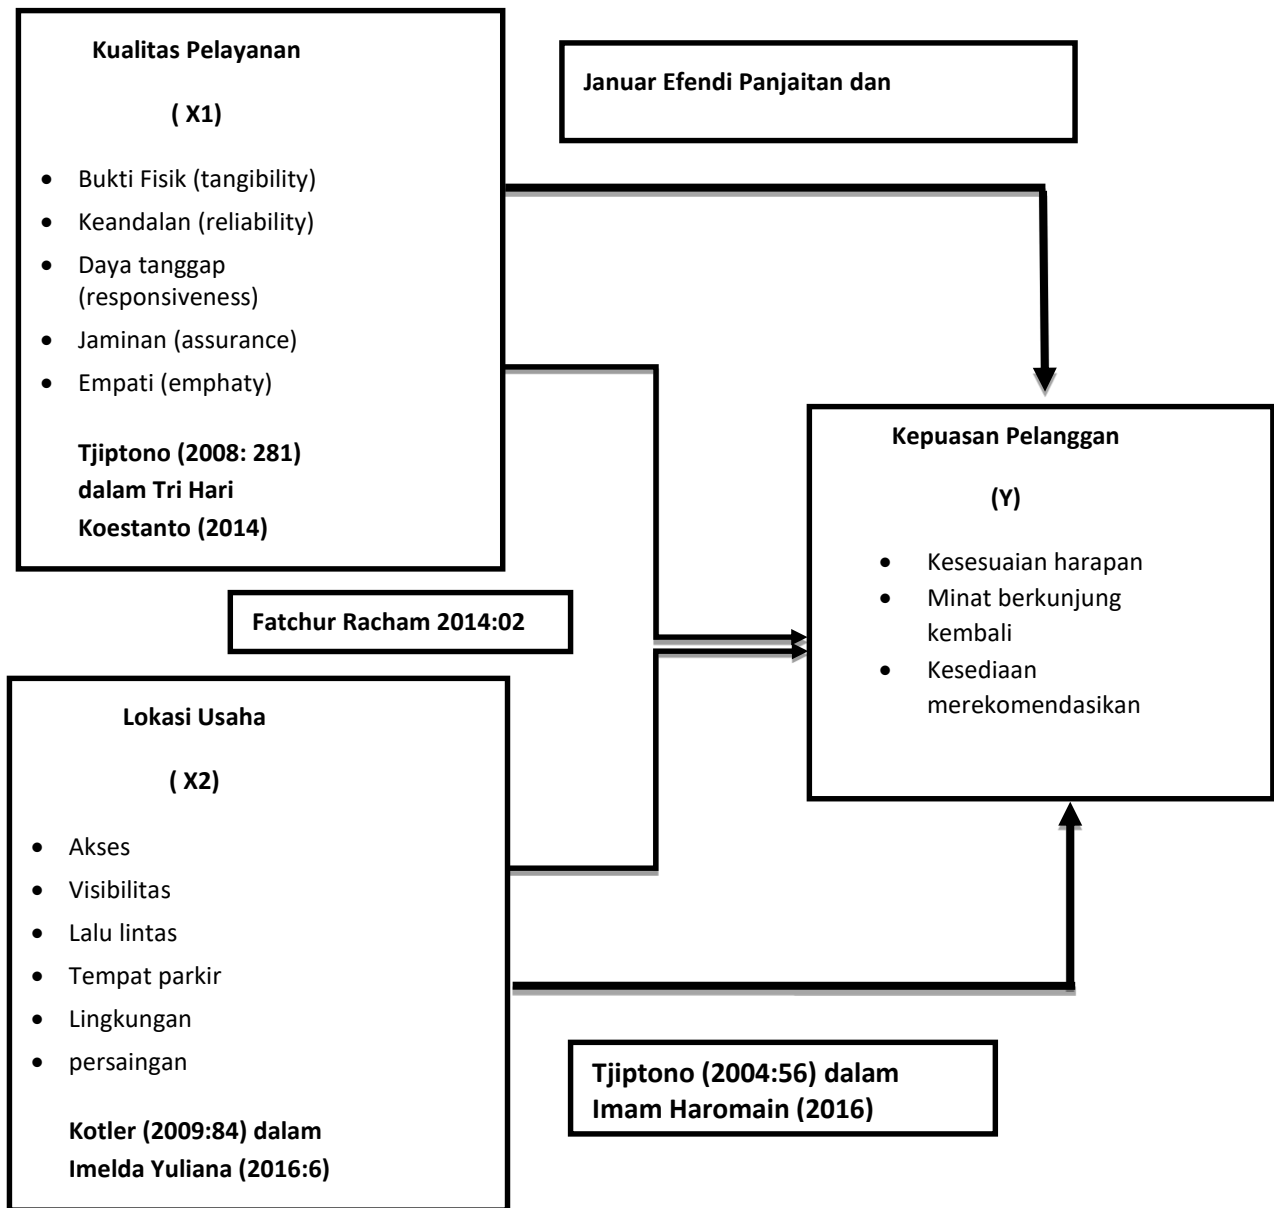 Kualitas Pelayanan
( X1)
• Bukti Fisik (tangibility)
• Keandalan (reliability)
• Daya tanggap
(responsiveness)
• Jaminan (assurance)
• Empati (emphaty)
Tjiptono (2008: 281)
dalam Tri Hari
Koestanto (2014)
Januar Efendi Panjaitan dan
Kepuasan Pelanggan
(Y)
• Kesesuaian harapan
• Minat berkunjung
kembali
• Kesediaan
merekomendasikan
Fatchur Racham 2014:02
Lokasi Usaha
( X2)
• Akses
• Visibilitas
• Lalu lintas
• Tempat parkir
• Lingkungan
• persaingan
Kotler (2009:84) dalam
Imelda Yuliana (2016:6)
Tjiptono (2004:56) dalam
Imam Haromain (2016)